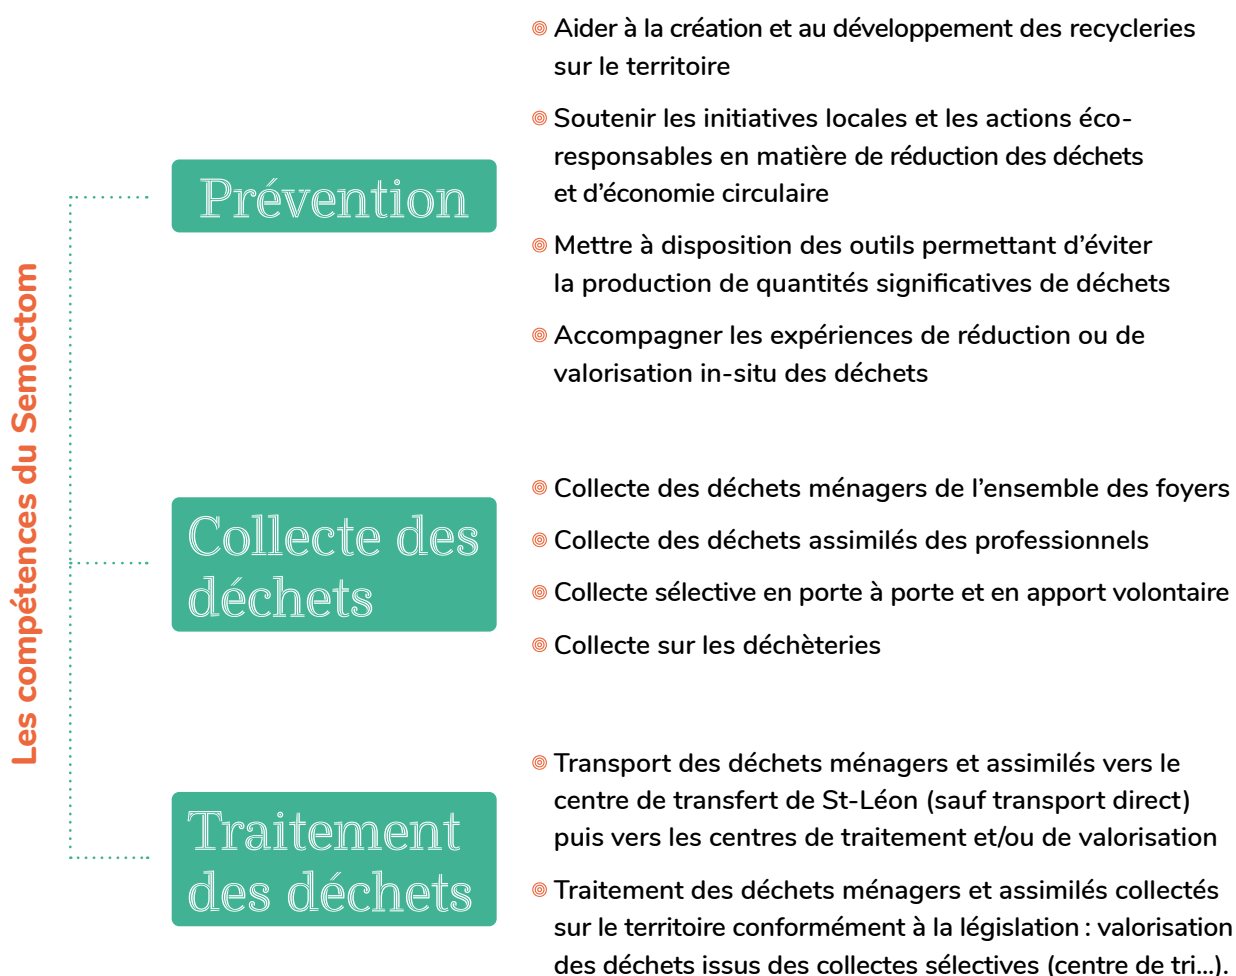 Les compétences du Semoctom
Prévention
Aider à la création et au développement des recycleries
sur le territoire
Soutenir les initiatives locales et les actions éco-
responsables en matière de réduction des déchets
et d’économie circulaire
Mettre à disposition des outils permettant d’éviter
la production de quantités significatives de déchets
Accompagner les expériences de réduction ou de
valorisation in-situ des déchets
Collecte des
déchets
Collecte des déchets ménagers de l’ensemble des foyers
Collecte des déchets assimilés des professionnels
Collecte sélective en porte à porte et en apport volontaire
Collecte sur les déchèteries
Traitement
des déchets
Transport des déchets ménagers et assimilés vers le
centre de transfert de St-Léon (sauf transport direct)
puis vers les centres de traitement et/ou de valorisation
Traitement des déchets ménagers et assimilés collectés
sur le territoire conformément à la législation : valorisation
des déchets issus des collectes sélectives (centre de tri...).